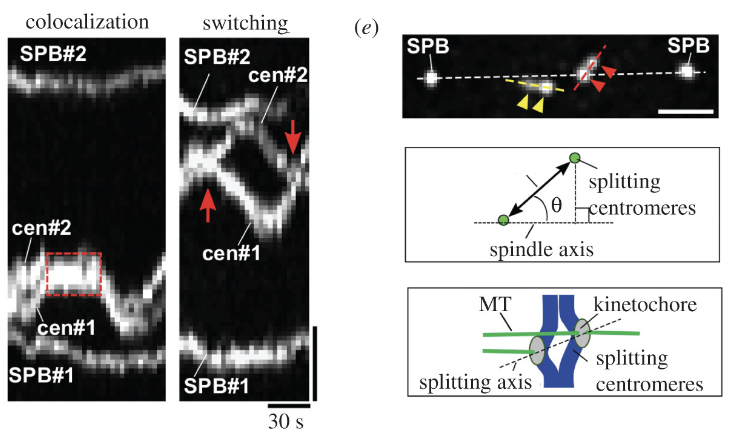 colocalization
switching
SPB#2
cen#2
cen#1
SPB#1
SPB#2
cen#2
cen#1
SPB#1
30 s
(e)
SPB
SPB
θ
splitting
centromeres
spindle axis
MT
kinetochore
splitting axis
splitting
centromeres